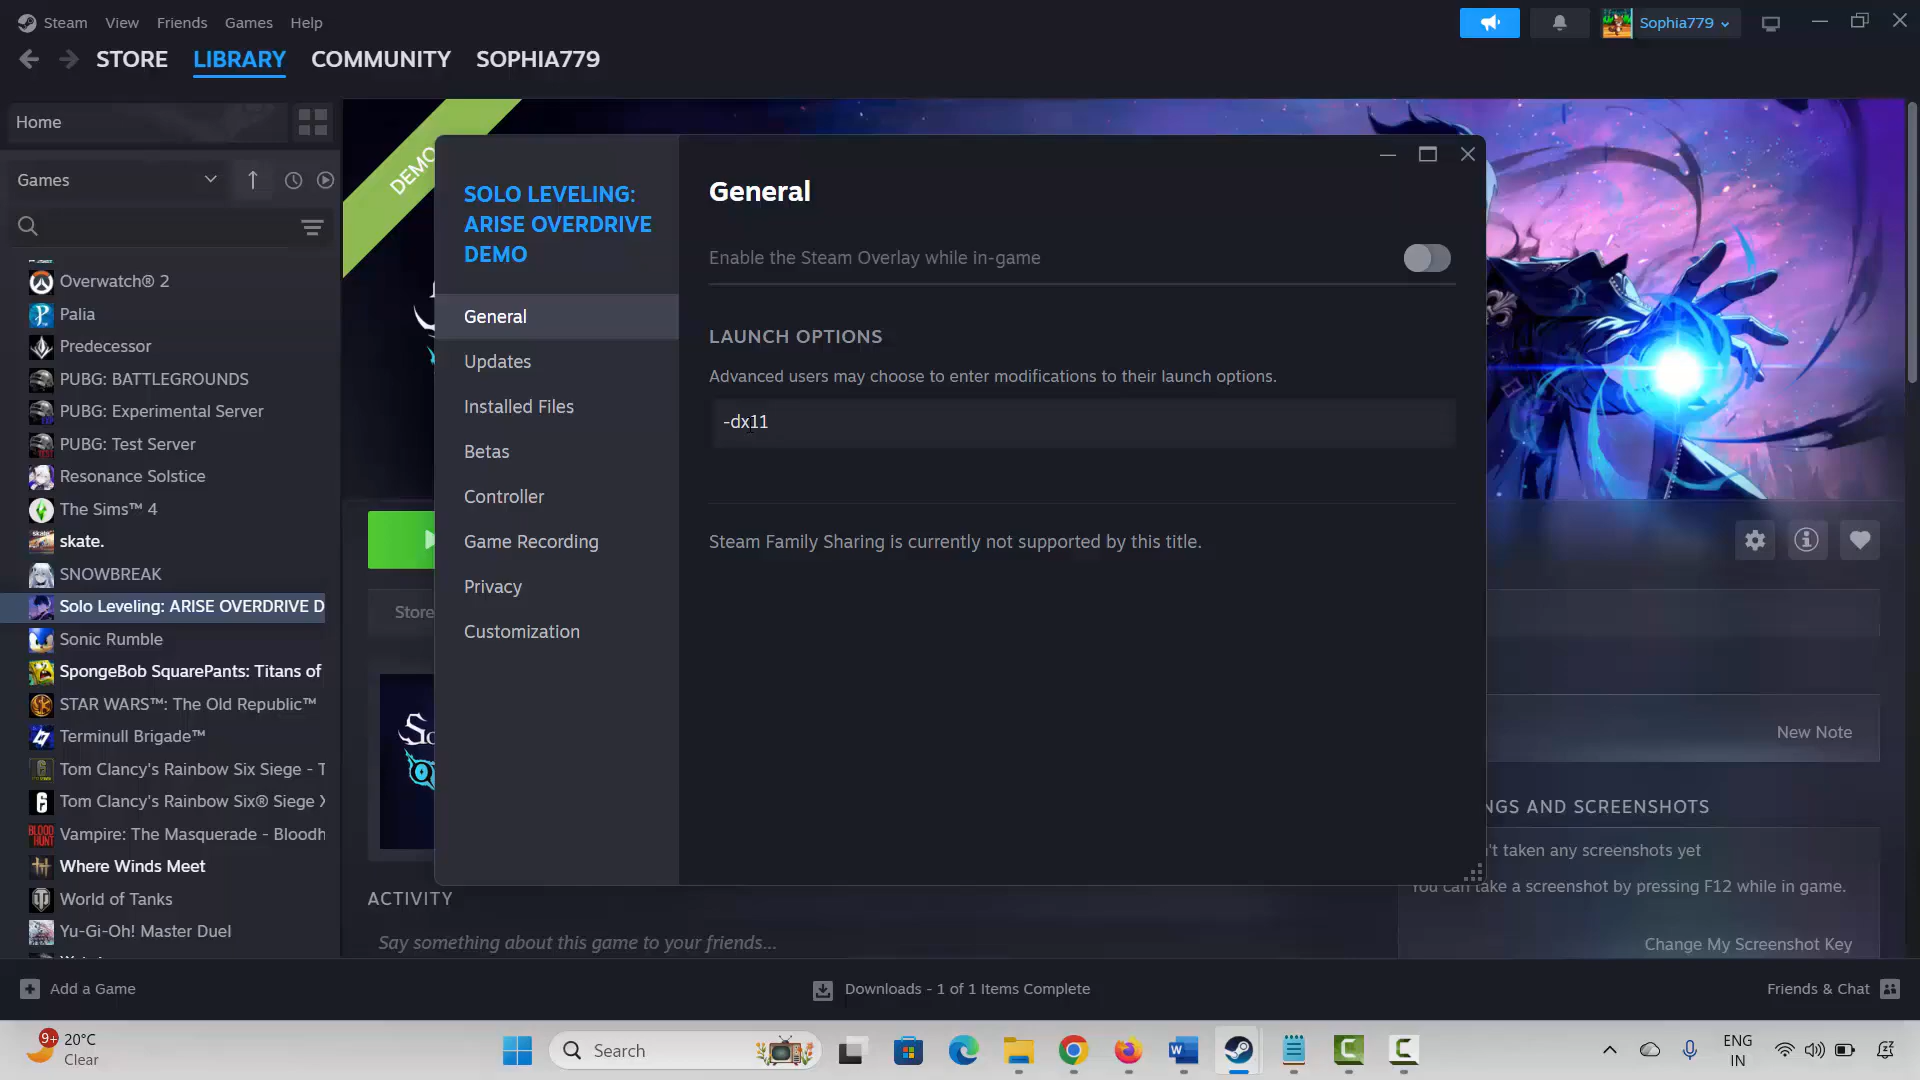 Steam View Friends Games Help
Sophia779
STORE LIBRARY COMMUNITY SOPHIA779
Home
Games
DEMO
SOLO LEVELING:
ARISE OVERDRIVE
DEMO
General
Updates
Installed Files
Betas
Controller
Game Recording
Privacy
Customization
General
Enable the Steam Overlay while in-game
LAUNCH OPTIONS
Advanced users may choose to enter modifications to their launch options.
-dx11
Steam Family Sharing is currently not supported by this title.
Overwatch® 2
Palia
Predecessor
PUBG: BATTLEGROUNDS
PUBG: Experimental Server
PUBG: Test Server
Resonance Solstice
The Sims™ 4
skate.
SNOWBREAK
Solo Leveling: ARISE OVERDRIVE D
Sonic Rumble
SpongeBob SquarePants: Titans of
STAR WARS™: The Old Republic™
Terminull Brigade™
Tom Clancy's Rainbow Six Siege - T
Tom Clancy's Rainbow Six® Siege X
Vampire: The Masquerade - Bloodh
Where Winds Meet
World of Tanks
Yu-Gi-Oh! Master Duel
Store
So
New Note
NGS AND SCREENSHOTS
't taken any screenshots yet
You can take a screenshot by pressing F12 while in game.
Change My Screenshot Key
ACTIVITY
Say something about this game to your friends...
Add a Game
Downloads - 1 of 1 Items Complete
Friends & Chat
9+
20°C
Clear
Search
ENG
IN